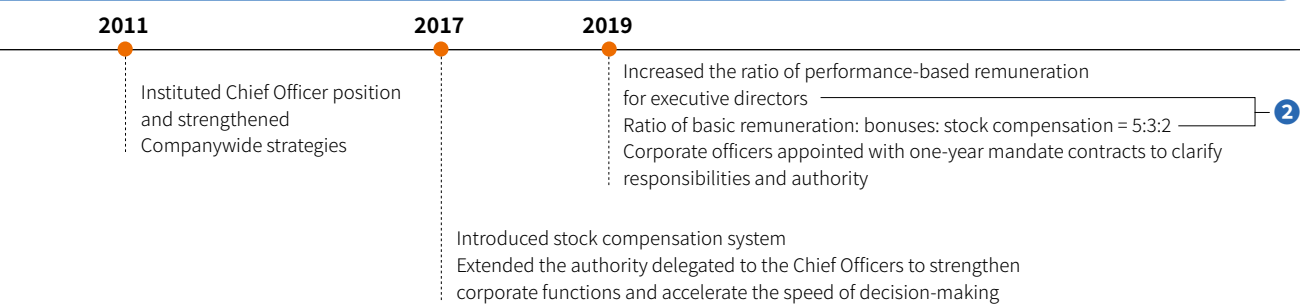 2011
2017
2019
Instituted Chief Officer position
and strengthened
Companywide strategies
Increased the ratio of performance-based remuneration
for executive directors
Ratio of basic remuneration: bonuses: stock compensation = 5:3:2
2
Corporate officers appointed with one-year mandate contracts to clarify
responsibilities and authority
Introduced stock compensation system
Extended the authority delegated to the Chief Officers to strengthen
corporate functions and accelerate the speed of decision-making